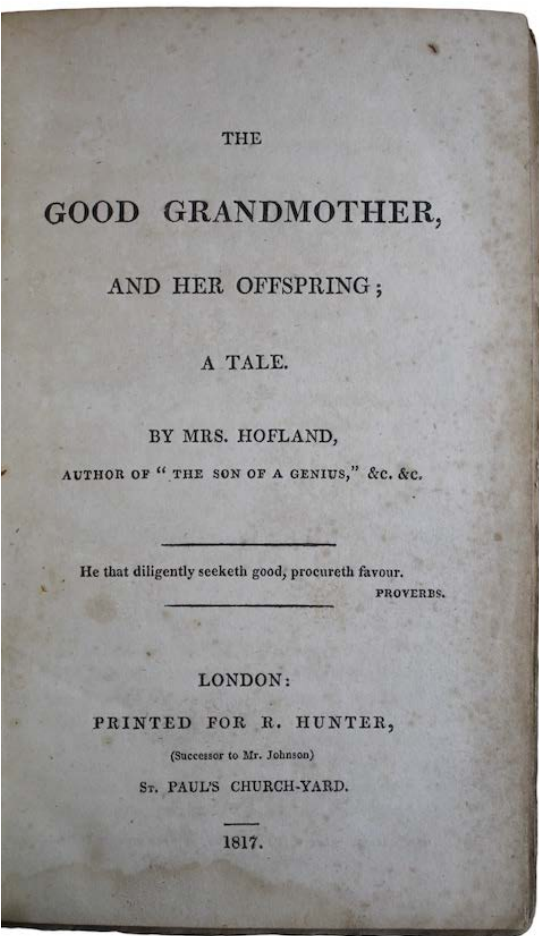 THE
GOOD GRANDMOTHER,
AND HER OFFSPRING;
A TALE.
BY MRS. HOFLAND,
AUTHOR OF "THE SON OF A GENIUS," &c. &c.
He that diligently seeketh good, procureth favour.
PROVERBS.
LONDON:
PRINTED FOR R. HUNTER,
(Successor to Mr. Johnson)
ST. PAUL'S CHURCH-YARD.
1817.